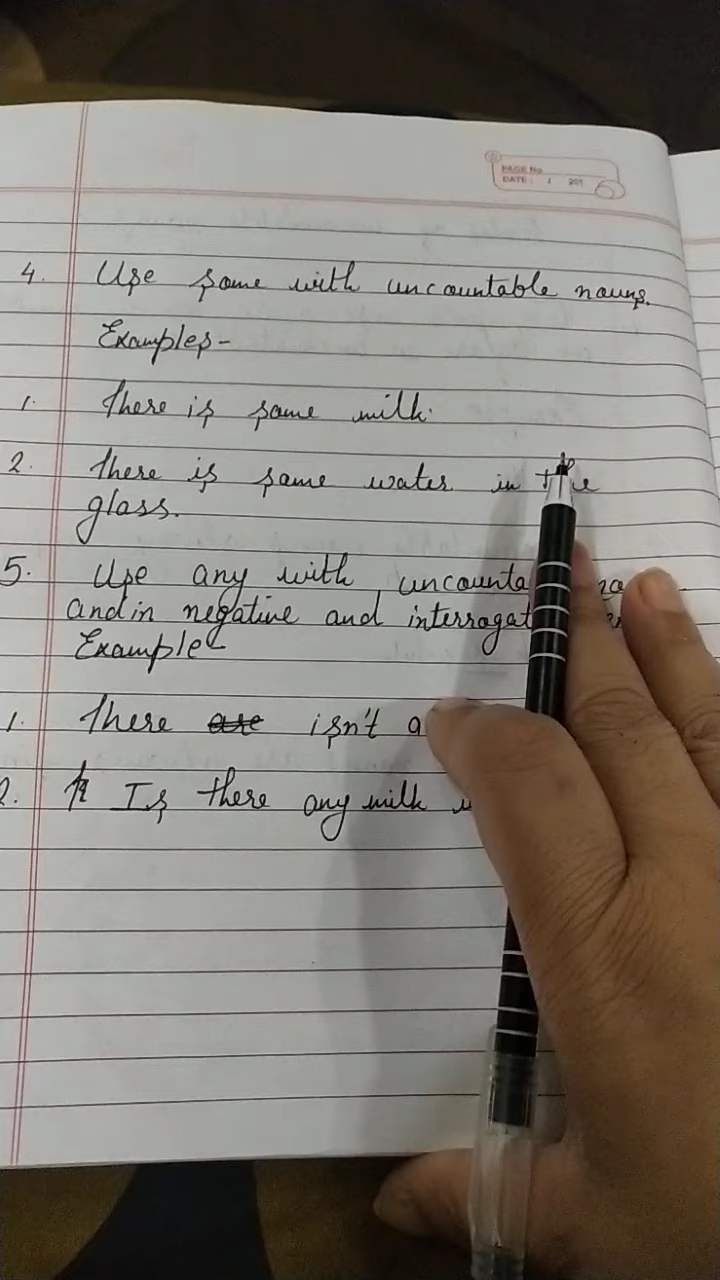 PAGE No
DATE : / 201
4. Use some with uncountable nouns.
Examples-
1. There is some milk.
2. There is some water in the
glass.
5. Use any with uncounta
and in negative and interrogat
Example-
1. There are isn't
2. Is there any milk